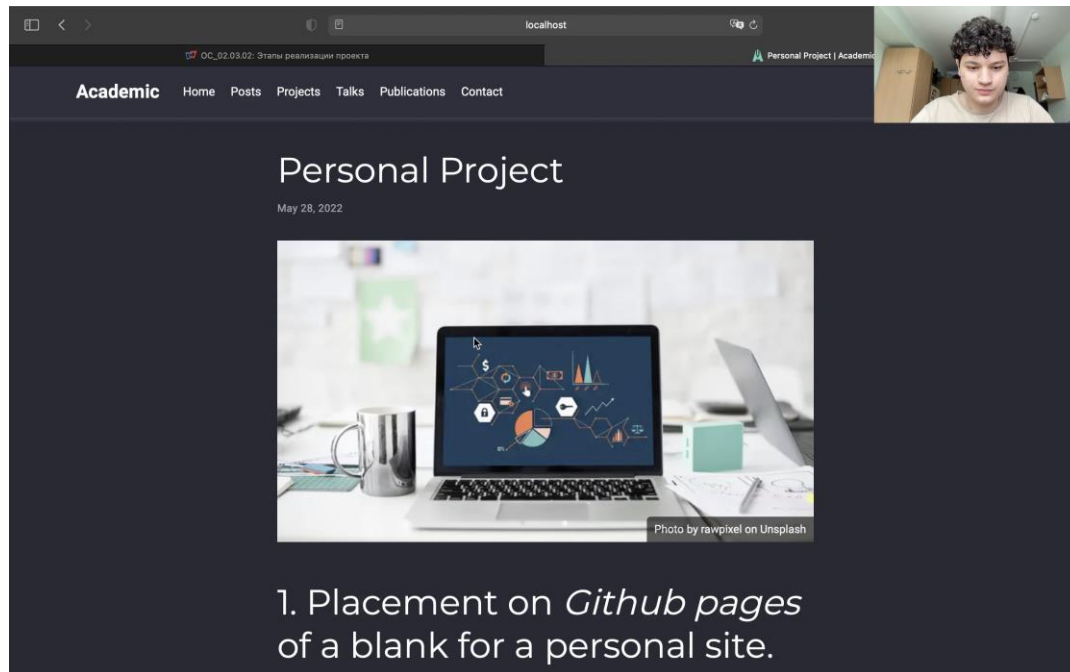 localhost
ОС_02.03.02: Этапы реализации проекта
Personal Project | Academic
Academic Home Posts Projects Talks Publications Contact
Personal Project
May 28, 2022
Photo by rawpixel on Unsplash
1. Placement on Github pages
of a blank for a personal site.